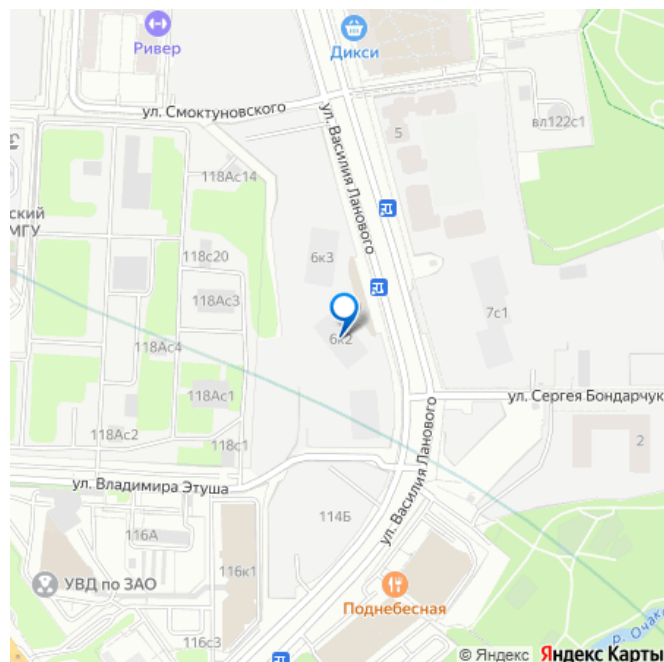 Ривер
Дикси
ул. Смоктуновского
ул. Василия Ланового
5
вл122с1
118Ас14
ский
МГУ
118с20
6к3
118Ас3
7с1
6к2
118Ас4
118Ас1
ул. Сергея Бондарчук
118Ас2
118с1
ул. Василия Ланового
2
ул. Владимира Этуша
114Б
116А
116к1
УВД по ЗАО
Поднебесная
116с3
р. Очак
© Яндекс Яндекс Карты